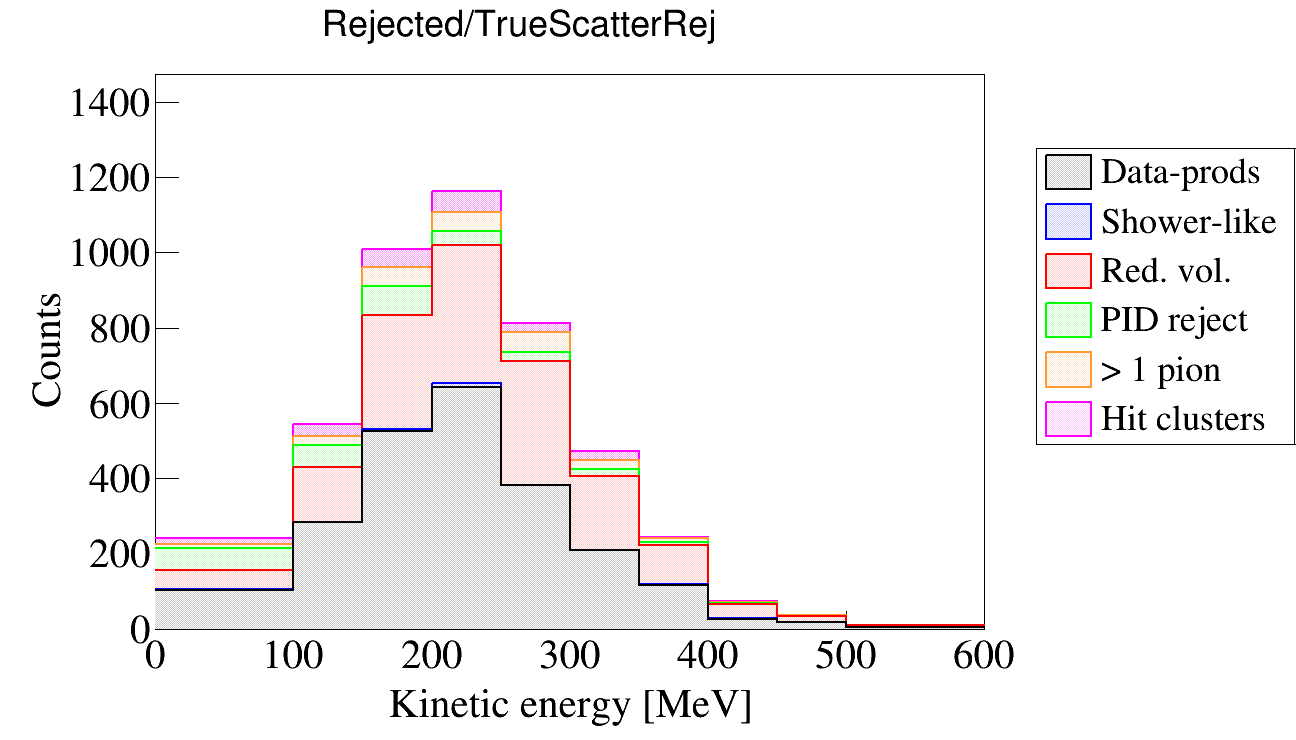 Rejected/TrueScatterRej
1400
1200
1000
800
600
400
200
0
Counts
0 100 200 300 400 500 600
Kinetic energy [MeV]
Data-prods
Shower-like
Red. vol.
PID reject
> 1 pion
Hit clusters